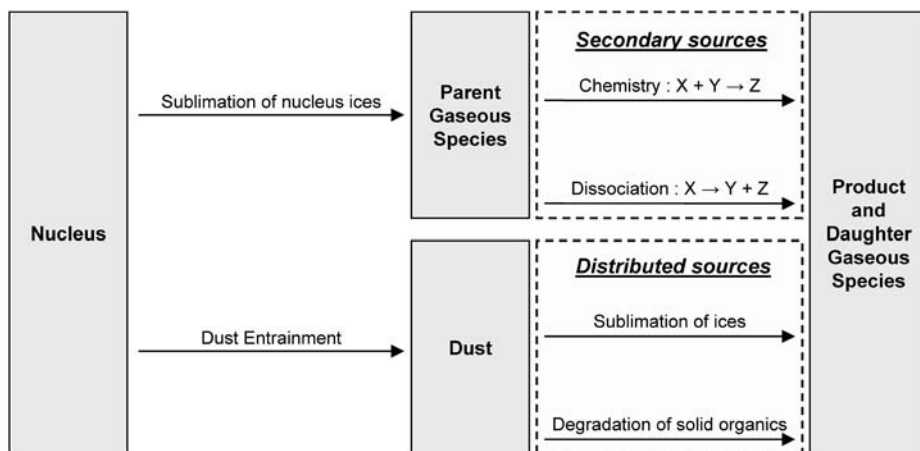 Nucleus
Sublimation of nucleus ices
Dust Entrainment
Parent
Gaseous
Species
Dust
Secondary sources
Chemistry : X + Y → Z
Dissociation : X → Y + Z
Distributed sources
Sublimation of ices
Degradation of solid organics
Product
and
Daughter
Gaseous
Species